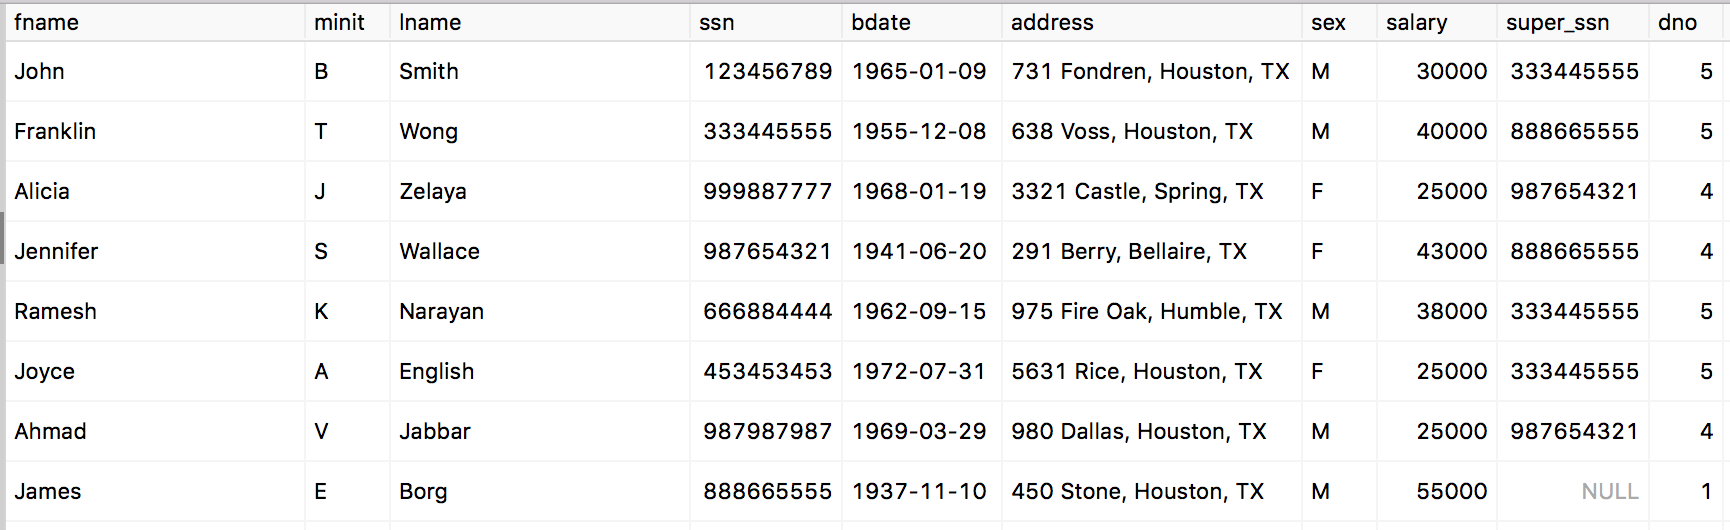 fname minit lname ssn bdate address sex salary super_ssn dno
John B Smith 123456789 1965-01-09 731 Fondren, Houston, TX M 30000 333445555 5
Franklin T Wong 333445555 1955-12-08 638 Voss, Houston, TX M 40000 888665555 5
Alicia J Zelaya 999887777 1968-01-19 3321 Castle, Spring, TX F 25000 987654321 4
Jennifer S Wallace 987654321 1941-06-20 291 Berry, Bellaire, TX F 43000 888665555 4
Ramesh K Narayan 666884444 1962-09-15 975 Fire Oak, Humble, TX M 38000 333445555 5
Joyce A English 453453453 1972-07-31 5631 Rice, Houston, TX F 25000 333445555 5
Ahmad V Jabbar 987987987 1969-03-29 980 Dallas, Houston, TX M 25000 987654321 4
James E Borg 888665555 1937-11-10 450 Stone, Houston, TX M 55000 NULL 1